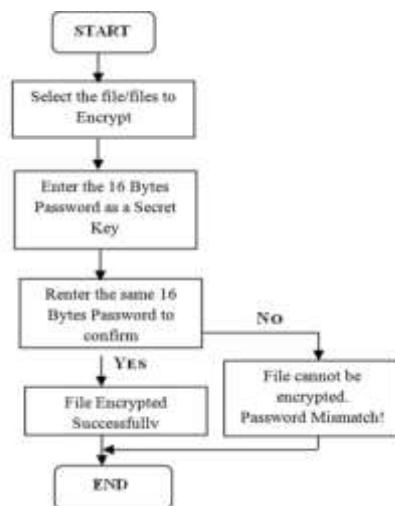 START
Select the file/files to
Encrypt
Enter the 16 Bytes
Password as a Secret
Key
Renter the same 16
Bytes Password to
confirm
NO
YES
File cannot be
encrypted.
Password Mismatch!
File Encrypted
Successfully
END